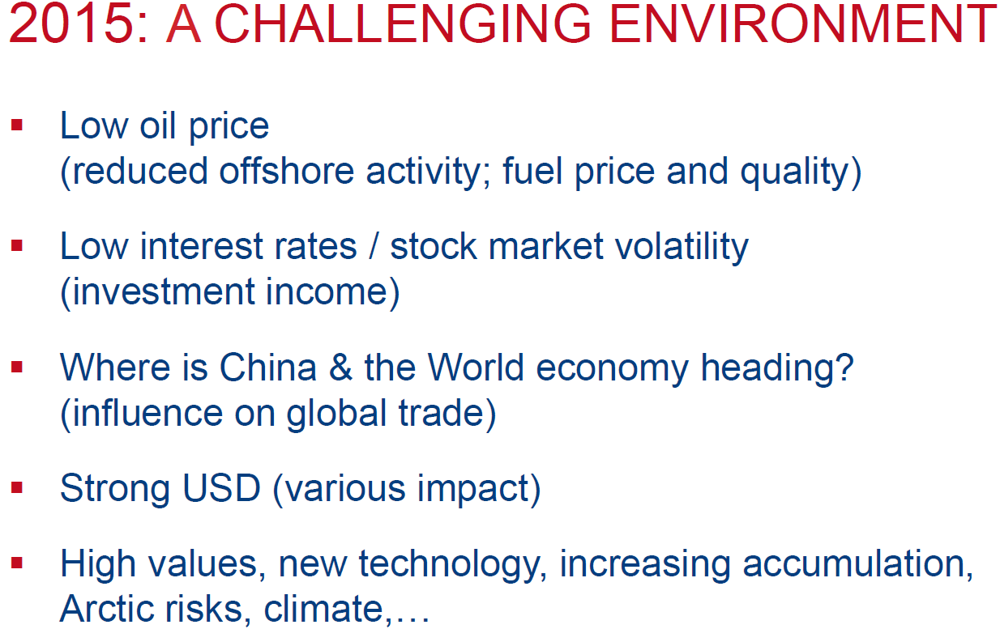 2015: A CHALLENGING ENVIRONMENT
▪ Low oil price
(reduced offshore activity; fuel price and quality)
▪ Low interest rates / stock market volatility
(investment income)
▪ Where is China & the World economy heading?
(influence on global trade)
▪ Strong USD (various impact)
▪ High values, new technology, increasing accumulation,
Arctic risks, climate,…